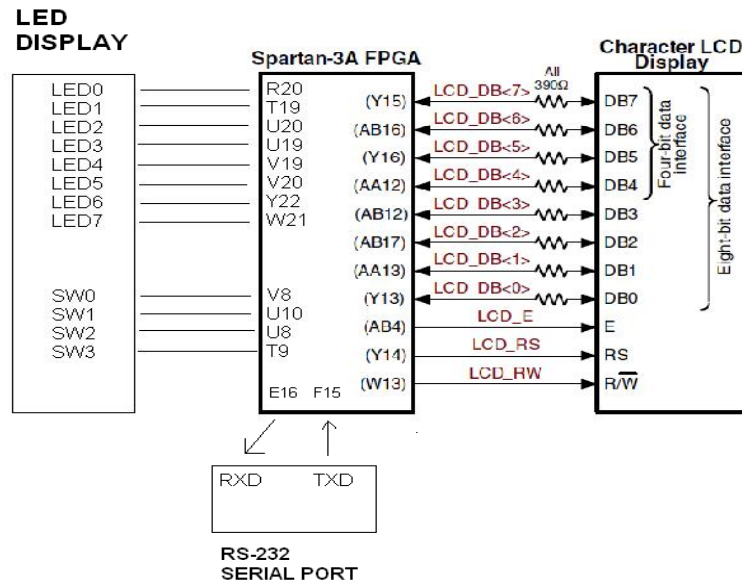 LED
DISPLAY
Spartan-3A FPGA
Character LCD
Display
All
390Ω
LED0
LED1
LED2
LED3
LED4
LED5
LED6
LED7
SW0
SW1
SW2
SW3
R20
T19
U20
U19
V19
V20
Y22
W21
V8
U10
U8
T9
E16 F15
(Y15)
(AB16)
(Y16)
(AA12)
(AB12)
(AB17)
(AA13)
(Y13)
(AB4)
(Y14)
(W13)
LCD_DB<7>
LCD_DB<6>
LCD_DB<5>
LCD_DB<4>
LCD_DB<3>
LCD_DB<2>
LCD_DB<1>
LCD_DB<0>
LCD_E
LCD_RS
LCD_RW
DB7
DB6
DB5
DB4
DB3
DB2
DB1
DB0
E
RS
R/W̅
Four-bit data
interface
Eight-bit data interface
RXD TXD
RS-232
SERIAL PORT